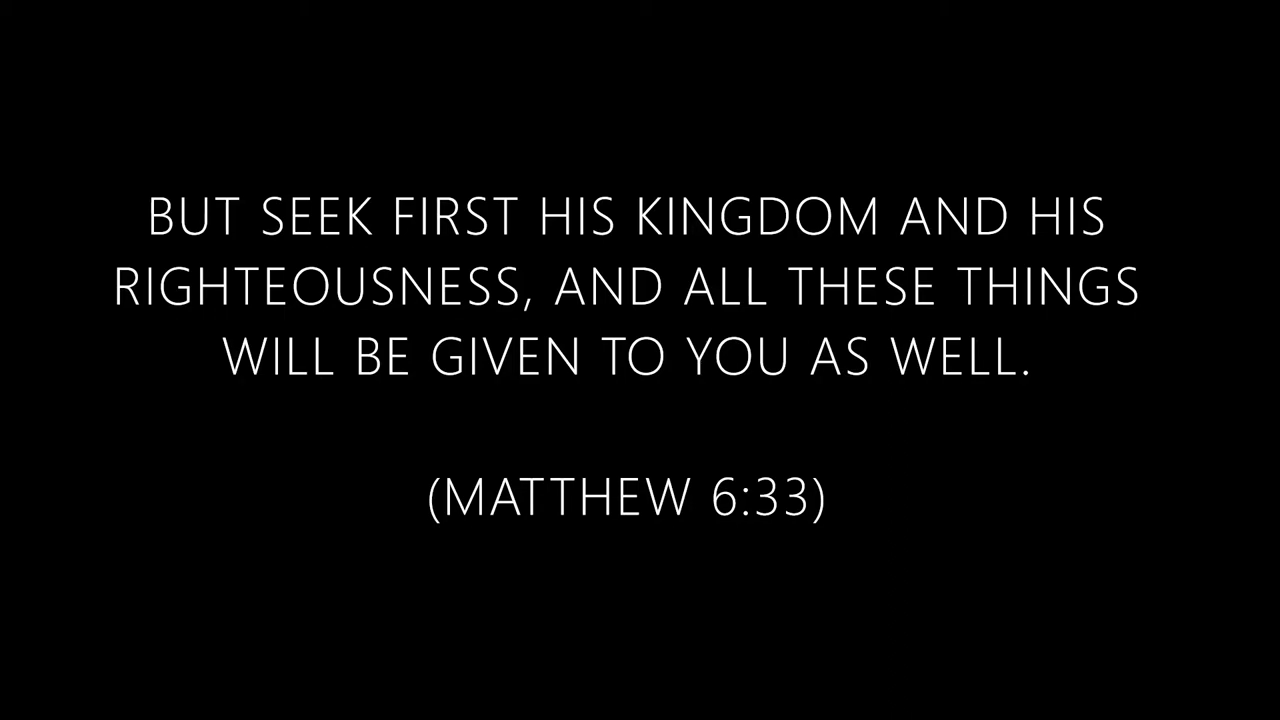 BUT SEEK FIRST HIS KINGDOM AND HIS
RIGHTEOUSNESS, AND ALL THESE THINGS
WILL BE GIVEN TO YOU AS WELL.
(MATTHEW 6:33)